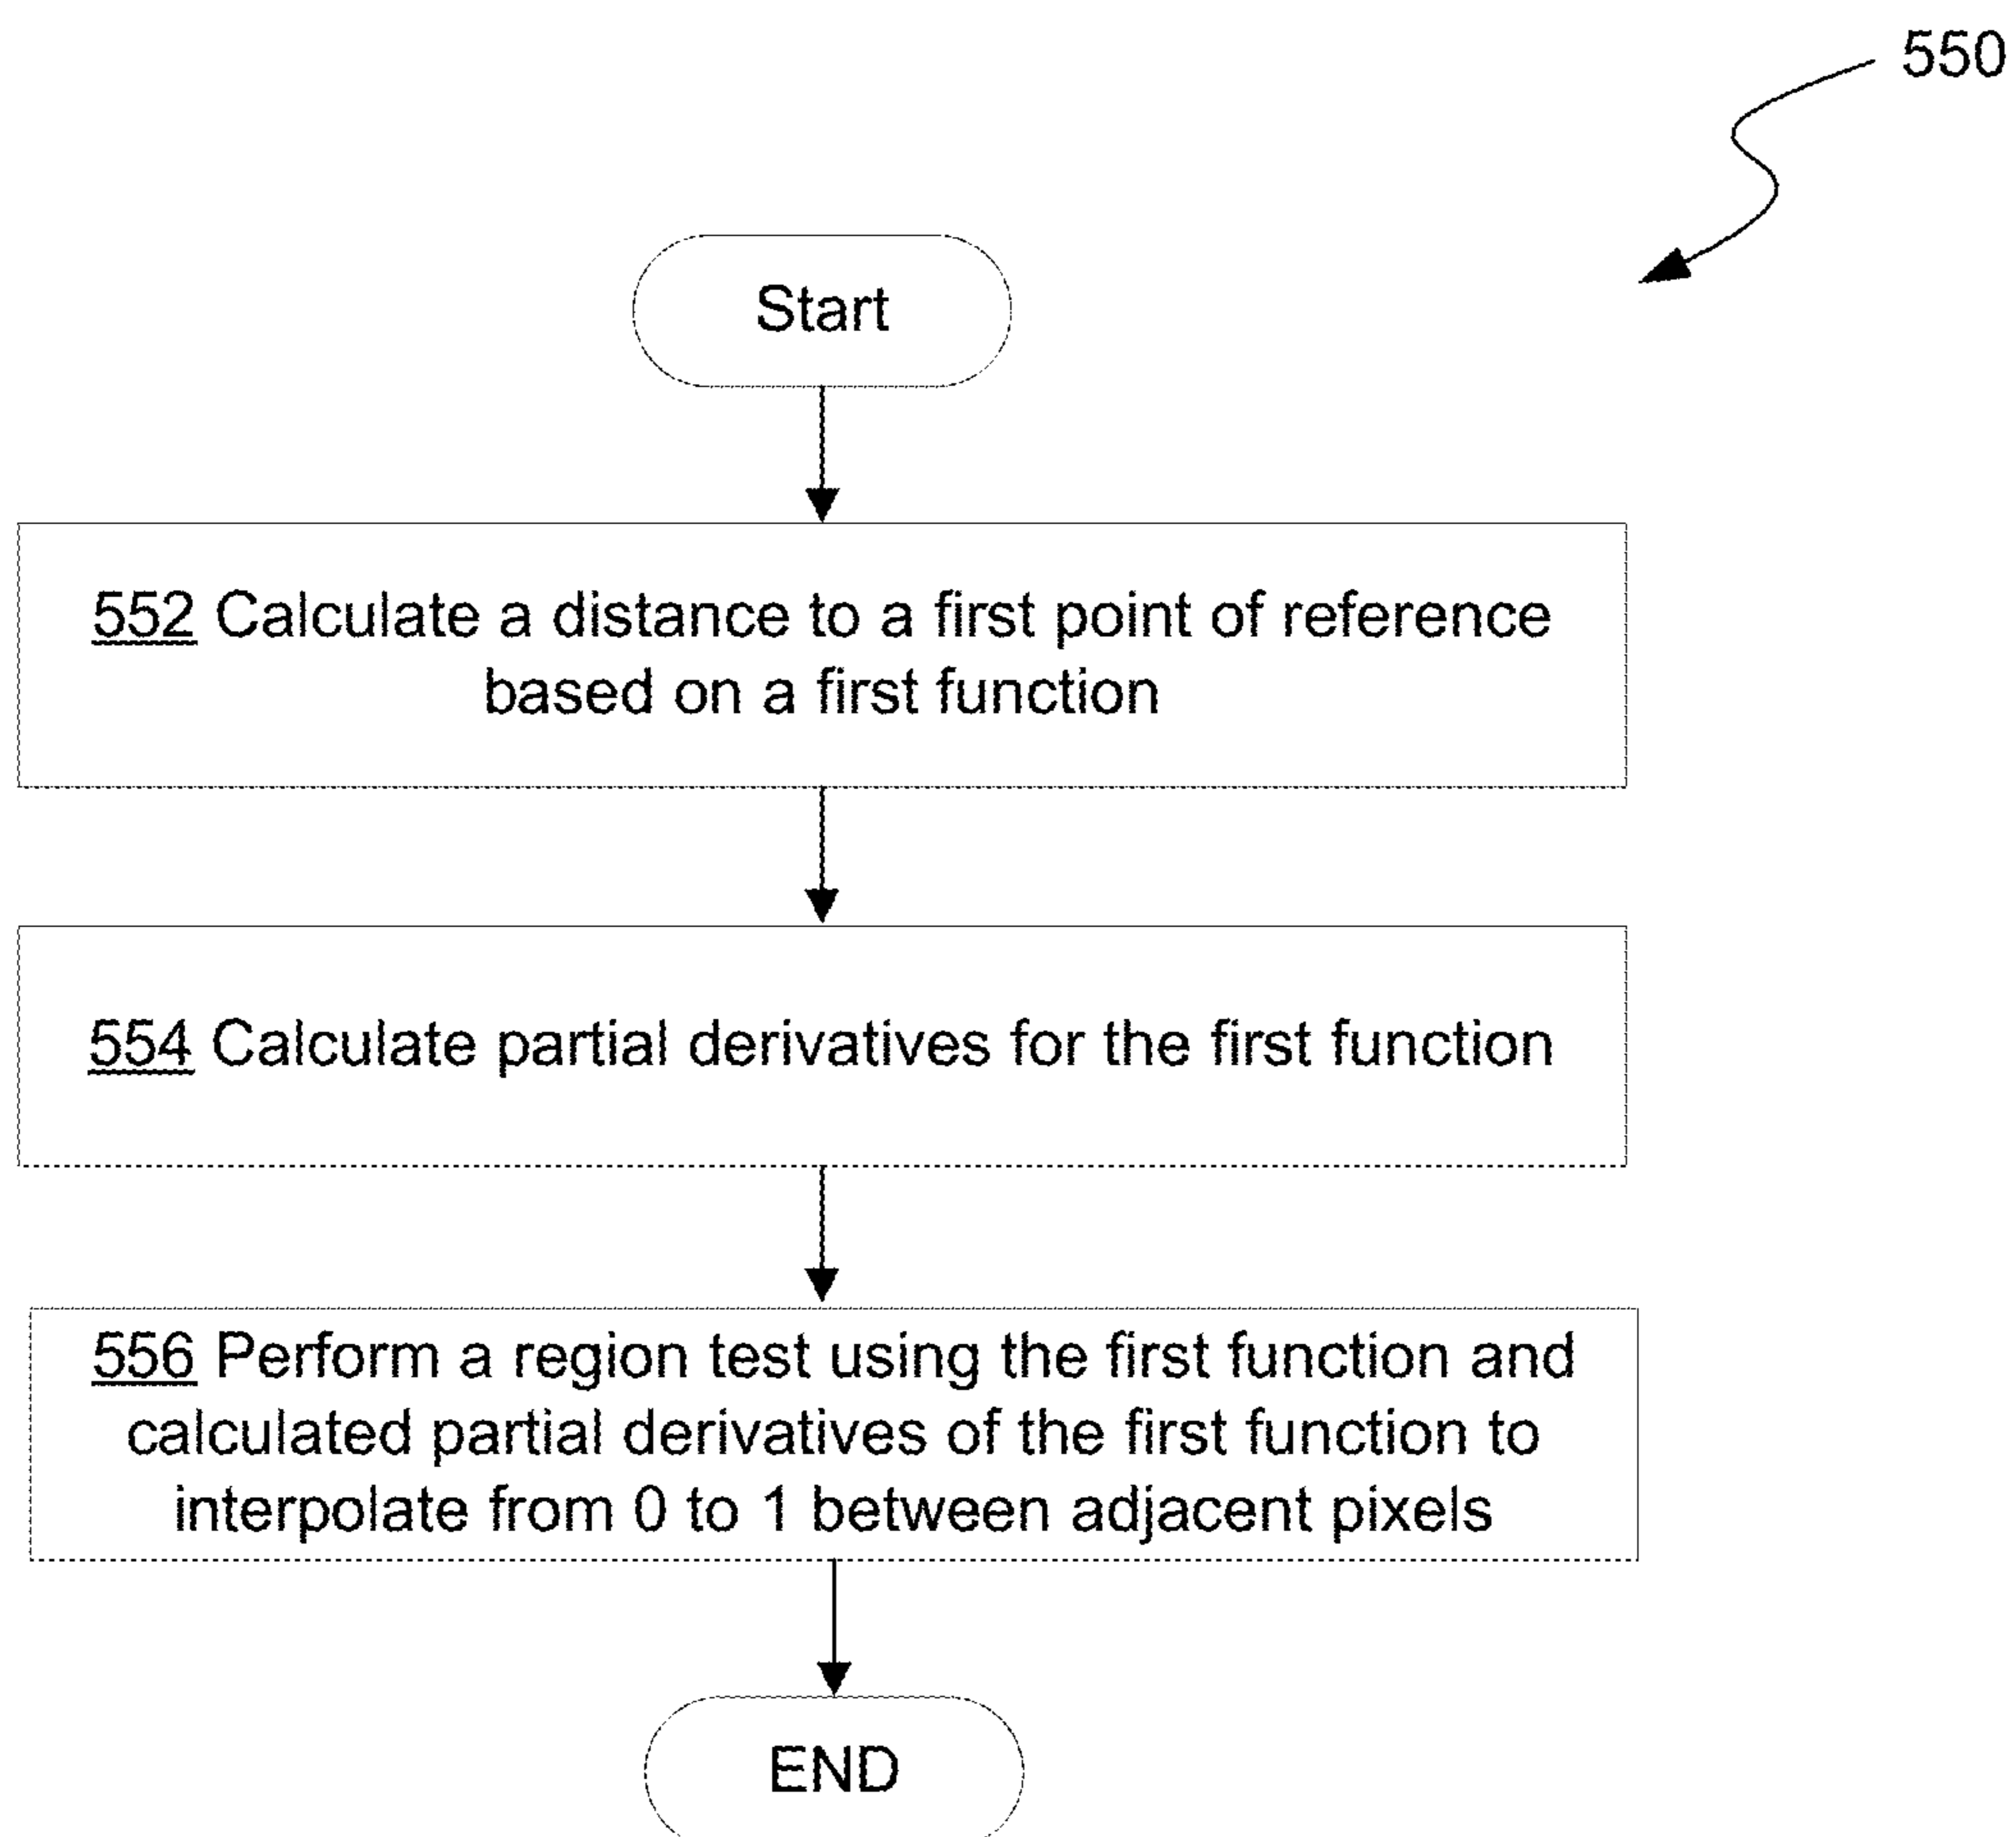 550
Start
552 Calculate a distance to a first point of reference
based on a first function
554 Calculate partial derivatives for the first function
556 Perform a region test using the first function and
calculated partial derivatives of the first function to
interpolate from 0 to 1 between adjacent pixels
END